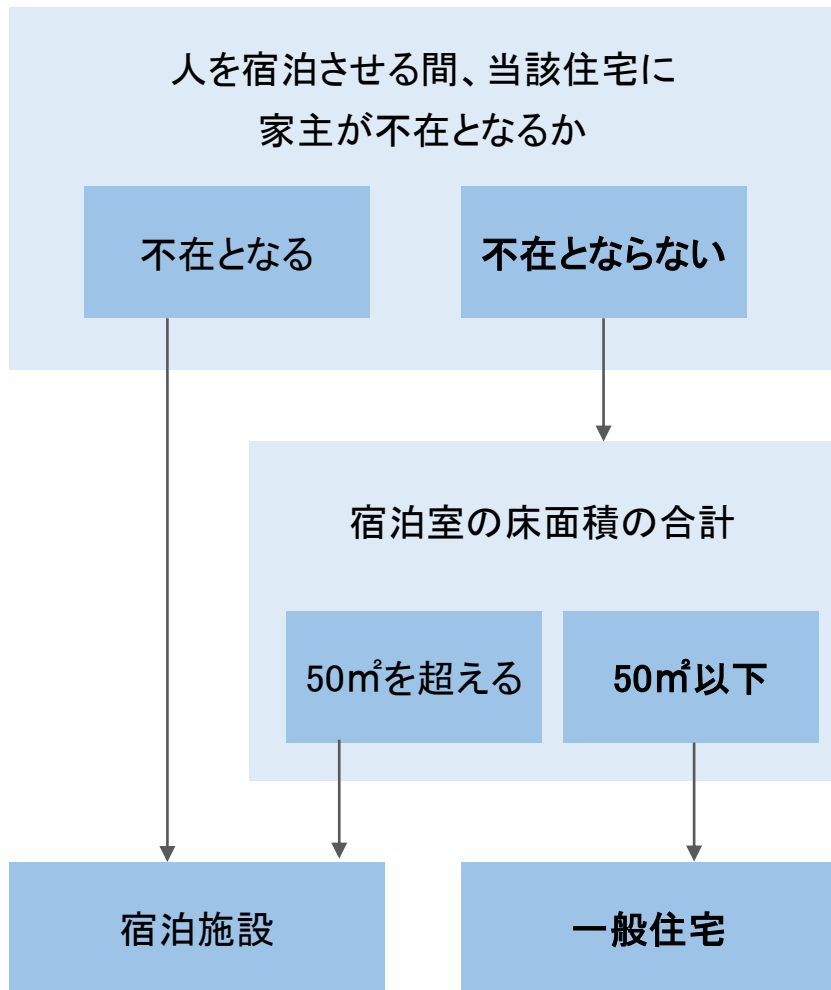 人を宿泊させる間、当該住宅に
家主が不在となるか
不在となる
不在とならない
宿泊室の床面積の合計
50㎡を超える
50㎡以下
宿泊施設
一般住宅